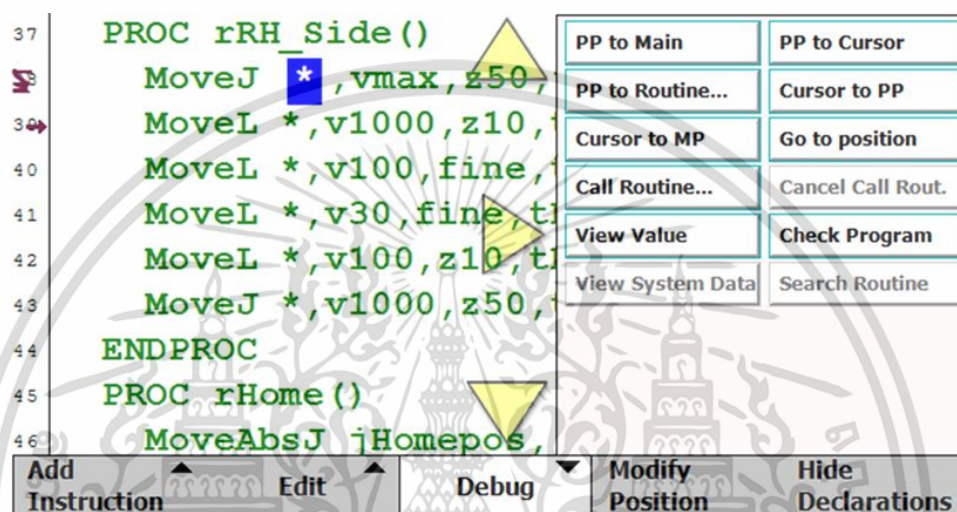 37 PROC rRH_Side()
MoveJ *,vmax,z50,
39 MoveL *,v1000,z10,
40 MoveL *,v100,fine,
41 MoveL *,v30,fine,
42 MoveL *,v100,z10,
43 MoveJ *,v1000,z50,
44 ENDPROC
45 PROC rHome()
46 MoveAbsJ jHomepos,
PP to Main PP to Cursor
PP to Routine... Cursor to PP
Cursor to MP Go to position
Call Routine... Cancel Call Rout.
View Value Check Program
View System Data Search Routine
Add Instruction Edit Debug Modify Position Hide Declarations